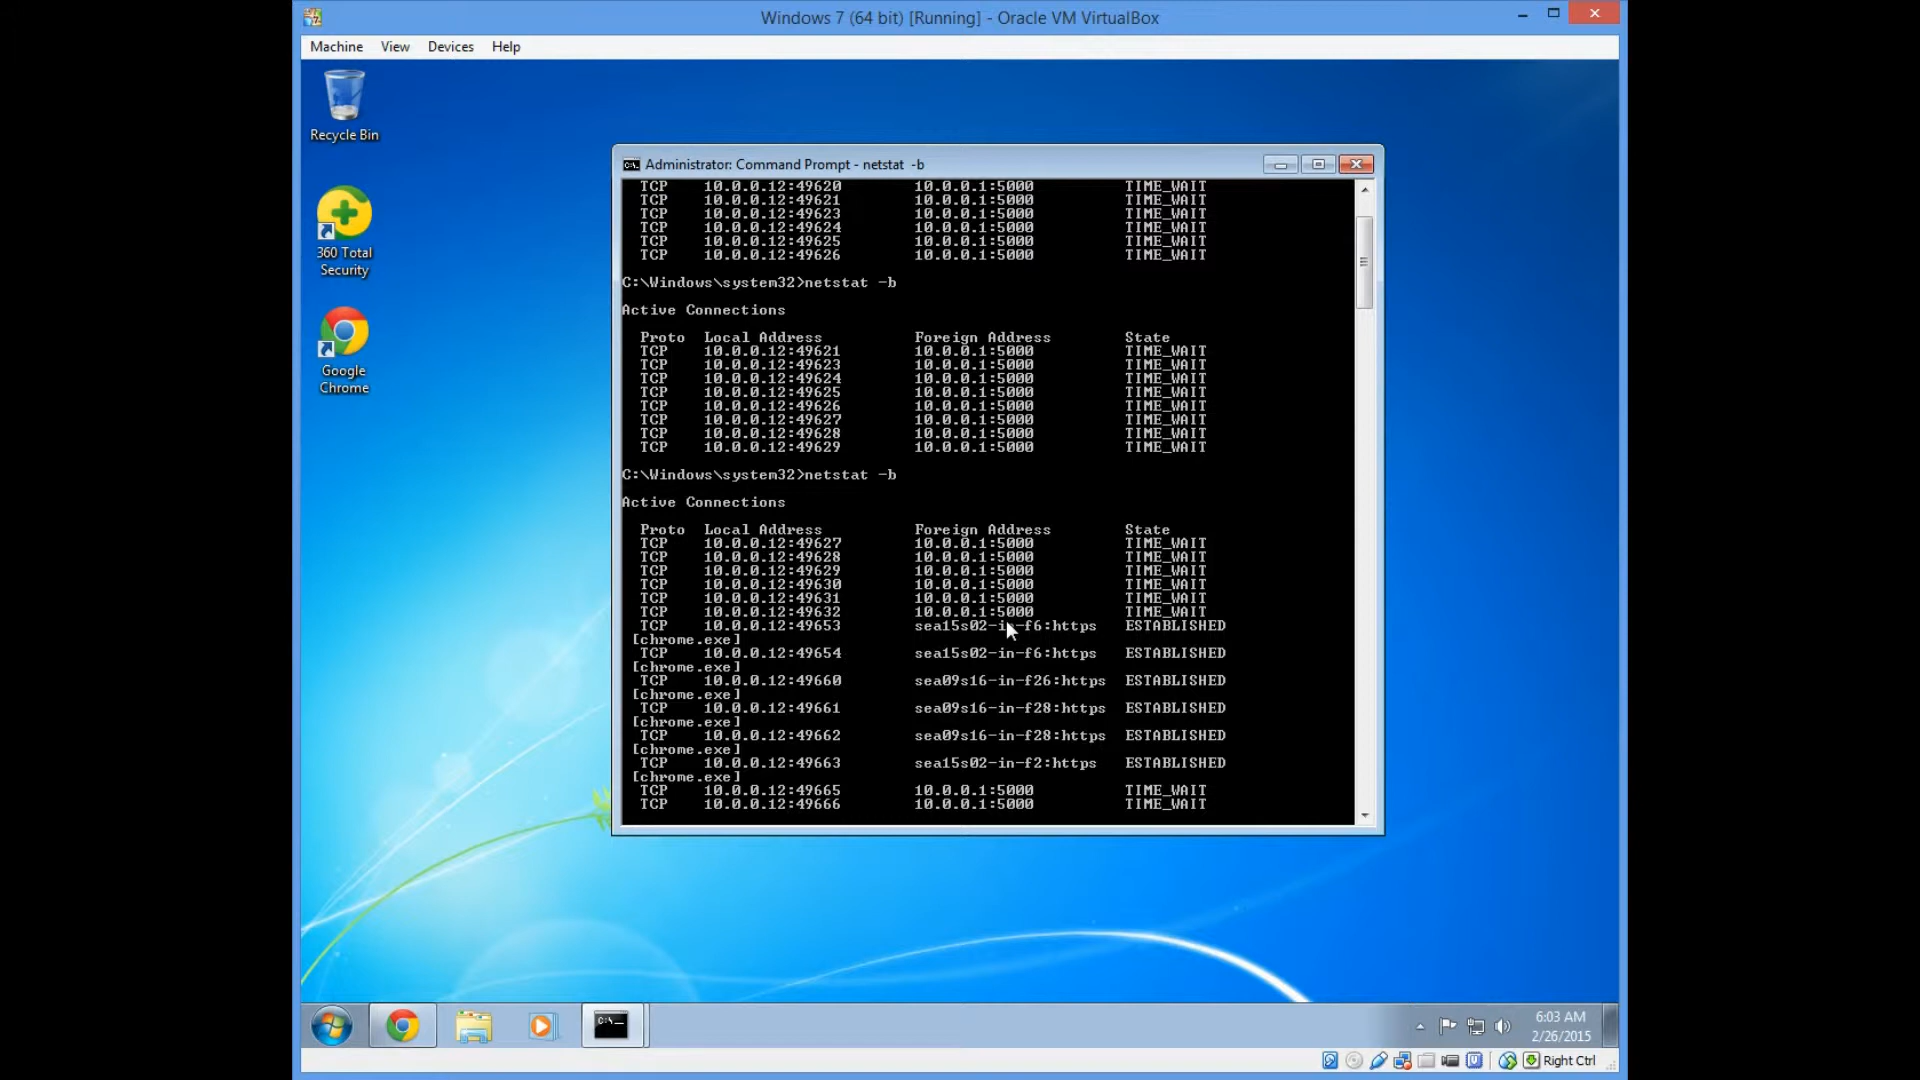 Windows 7 (64 bit) [Running] - Oracle VM VirtualBox
Machine View Devices Help
Recycle Bin
360 Total
Security
Google
Chrome
Administrator: Command Prompt - netstat -b
TCP 10.0.0.12:49620 10.0.0.1:5000 TIME_WAIT
TCP 10.0.0.12:49621 10.0.0.1:5000 TIME_WAIT
TCP 10.0.0.12:49623 10.0.0.1:5000 TIME_WAIT
TCP 10.0.0.12:49624 10.0.0.1:5000 TIME_WAIT
TCP 10.0.0.12:49625 10.0.0.1:5000 TIME_WAIT
TCP 10.0.0.12:49626 10.0.0.1:5000 TIME_WAIT
C:\Windows\system32>netstat -b
Active Connections
Proto Local Address Foreign Address State
TCP 10.0.0.12:49621 10.0.0.1:5000 TIME_WAIT
TCP 10.0.0.12:49623 10.0.0.1:5000 TIME_WAIT
TCP 10.0.0.12:49624 10.0.0.1:5000 TIME_WAIT
TCP 10.0.0.12:49625 10.0.0.1:5000 TIME_WAIT
TCP 10.0.0.12:49626 10.0.0.1:5000 TIME_WAIT
TCP 10.0.0.12:49627 10.0.0.1:5000 TIME_WAIT
TCP 10.0.0.12:49628 10.0.0.1:5000 TIME_WAIT
TCP 10.0.0.12:49629 10.0.0.1:5000 TIME_WAIT
C:\Windows\system32>netstat -b
Active Connections
Proto Local Address Foreign Address State
TCP 10.0.0.12:49627 10.0.0.1:5000 TIME_WAIT
TCP 10.0.0.12:49628 10.0.0.1:5000 TIME_WAIT
TCP 10.0.0.12:49629 10.0.0.1:5000 TIME_WAIT
TCP 10.0.0.12:49630 10.0.0.1:5000 TIME_WAIT
TCP 10.0.0.12:49631 10.0.0.1:5000 TIME_WAIT
TCP 10.0.0.12:49632 10.0.0.1:5000 TIME_WAIT
TCP 10.0.0.12:49653 sea15s02-in-f6:https ESTABLISHED
[chrome.exe]
TCP 10.0.0.12:49654 sea15s02-in-f6:https ESTABLISHED
[chrome.exe]
TCP 10.0.0.12:49660 sea09s16-in-f26:https ESTABLISHED
[chrome.exe]
TCP 10.0.0.12:49661 sea09s16-in-f28:https ESTABLISHED
[chrome.exe]
TCP 10.0.0.12:49662 sea09s16-in-f28:https ESTABLISHED
[chrome.exe]
TCP 10.0.0.12:49663 sea15s02-in-f2:https ESTABLISHED
[chrome.exe]
TCP 10.0.0.12:49665 10.0.0.1:5000 TIME_WAIT
TCP 10.0.0.12:49666 10.0.0.1:5000 TIME_WAIT
6:03 AM
2/26/2015
Right Ctrl